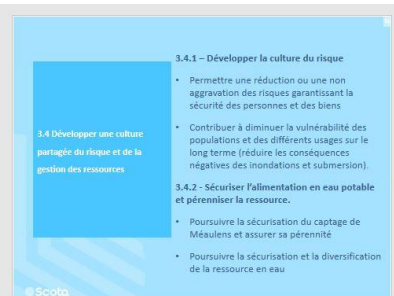 3.4 Développer une culture
partagée du risque et de la
gestion des ressources
3.4.1 – Développer la culture du risque
• Permettre une réduction ou une non
aggravation des risques garantissant la
sécurité des personnes et des biens
• Contribuer à diminuer la vulnérabilité des
populations et des différents usages sur le
long terme (réduire les conséquences
négatives des inondations et submersion).
3.4.2 - Sécuriser l'alimentation en eau potable
et pérenniser la ressource.
• Poursuivre la sécurisation du captage de
Méaulens et assurer sa pérennité
• Poursuivre la sécurisation et la diversification
de la ressource en eau
Scota